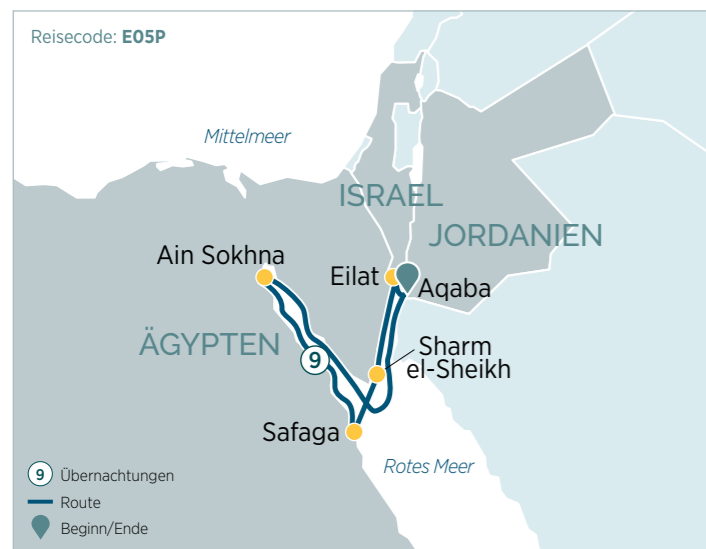 Reisecode: E05P
Mittelmeer
ISRAEL
JORDANIEN
Ain Sokhna
Eilat
Aqaba
ÄGYPTEN
9
Sharm
el-Sheikh
Safaga
Rotes Meer
9 Übernachtungen
Route
Beginn/Ende